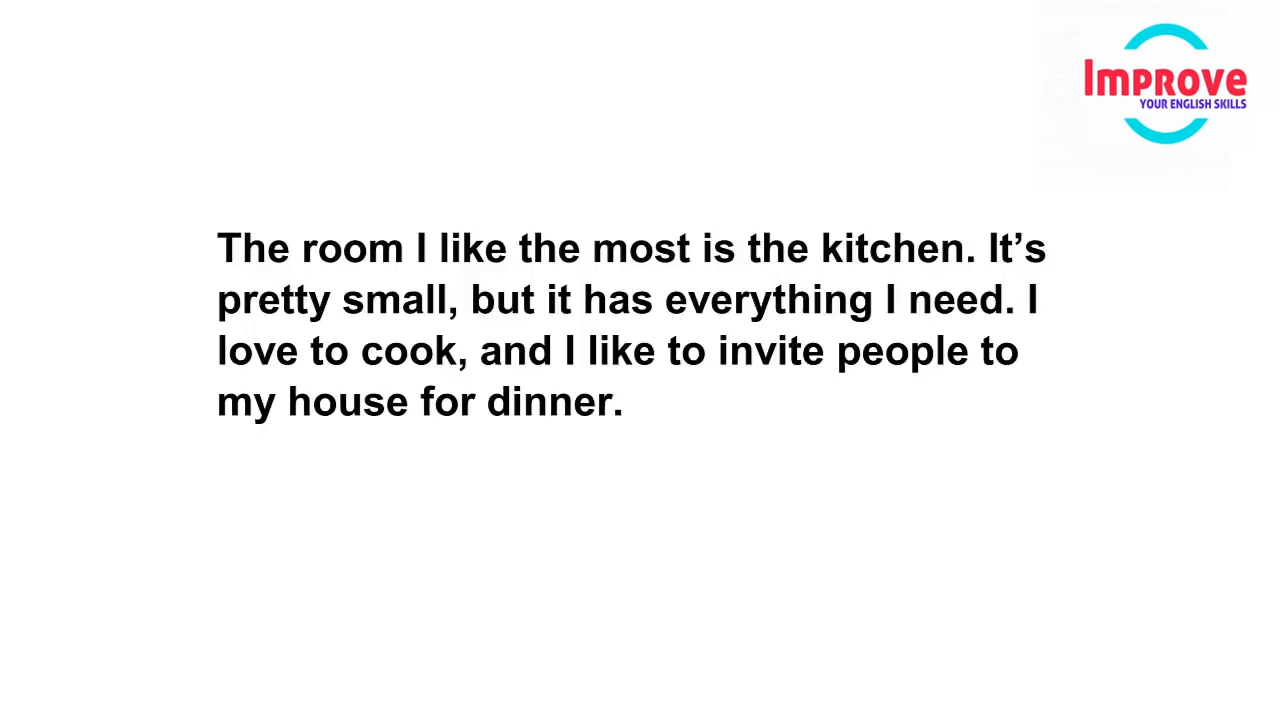 Improve
YOUR ENGLISH SKILLS
The room I like the most is the kitchen. It’s
pretty small, but it has everything I need. I
love to cook, and I like to invite people to
my house for dinner.